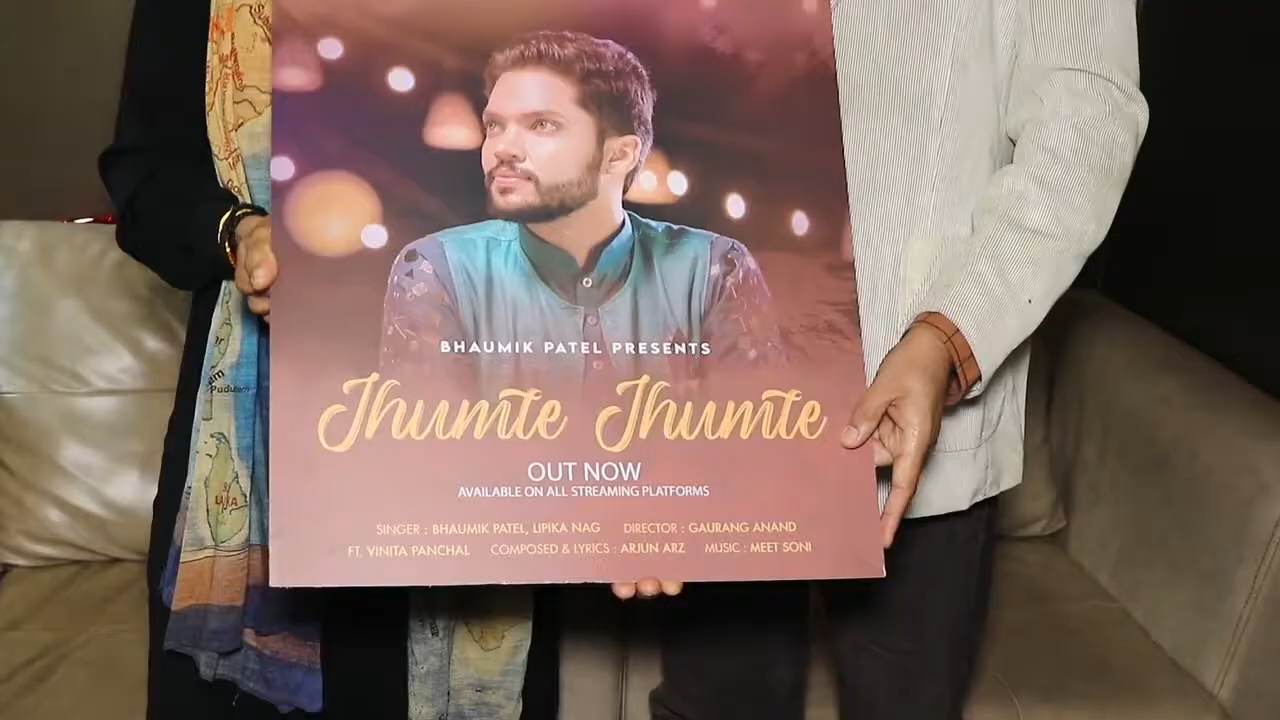 BHAUMIK PATEL PRESENTS
Jhumte Jhumte
OUT NOW
AVAILABLE ON ALL STREAMING PLATFORMS
SINGER : BHAUMIK PATEL, LIPIKA NAG DIRECTOR : GAURANG ANAND
FT. VINITA PANCHAL COMPOSED & LYRICS : ARJUN ARZ MUSIC : MEET SONI